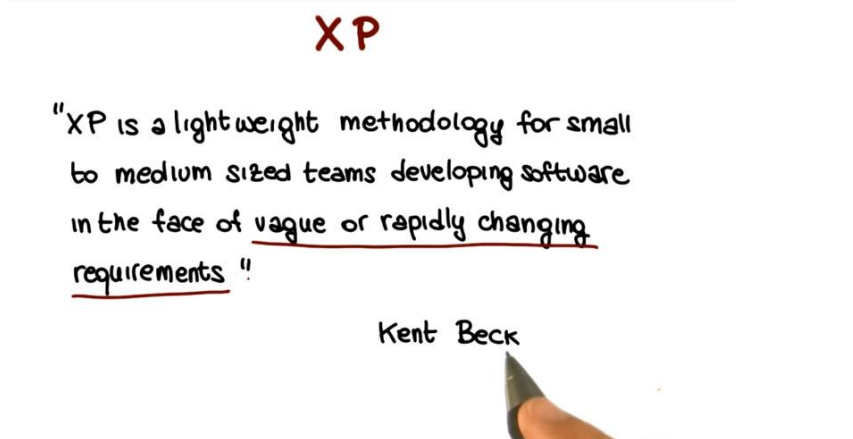 XP
"XP is a lightweight methodology for small
to medium sized teams developing software
in the face of vague or rapidly changing
requirements"
Kent Beck